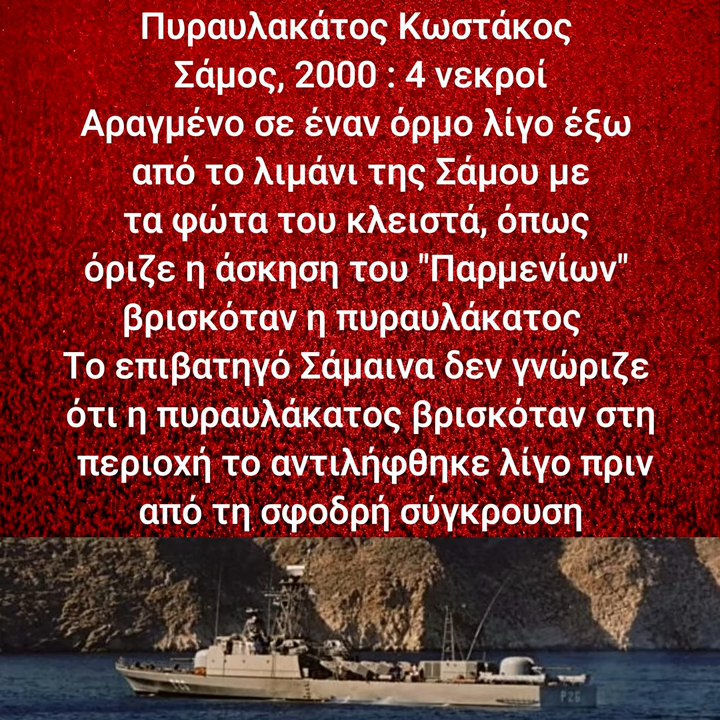 Πυραυλακάτος Κωστάκος
Σάμος, 2000 : 4 νεκροί
Αραγμένο σε έναν όρμο λίγο έξω
από το λιμάνι της Σάμου με
τα φώτα του κλειστά, όπως
όριζε η άσκηση του "Παρμενίων"
βρισκόταν η πυραυλάκατος
Το επιβατηγό Σάμαινα δεν γνώριζε
ότι η πυραυλάκατος βρισκόταν στη
περιοχή το αντιλήφθηκε λίγο πριν
από τη σφοδρή σύγκρουση
P26